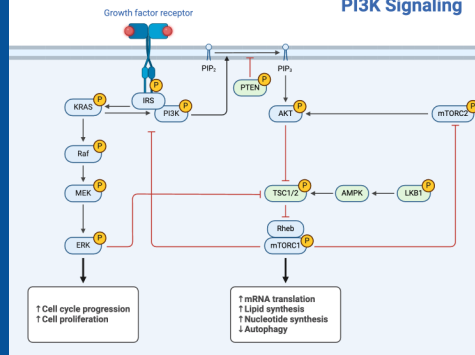 PI3K Signaling
Growth factor receptor
PIP₂
PIP₃
P
PTEN
P
IRS
P
PI3K
P
KRAS
P
AKT
P
mTORC2
P
Raf
P
MEK
P
TSC1/2
P
AMPK
LKB1
P
Rheb
mTORC1
P
ERK
P
↑Cell cycle progression
↑Cell proliferation
↑mRNA translation
↑Lipid synthesis
↑Nucleotide synthesis
↓Autophagy